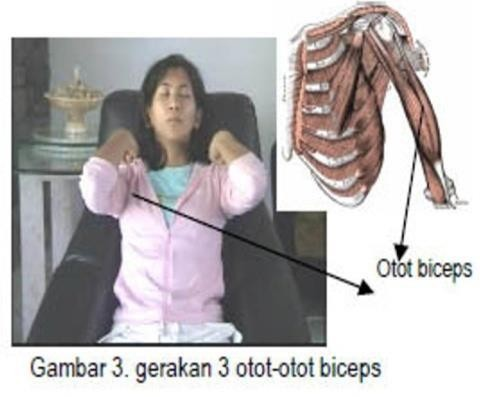 Otot biceps
Gambar 3. gerakan 3 otot-otot biceps